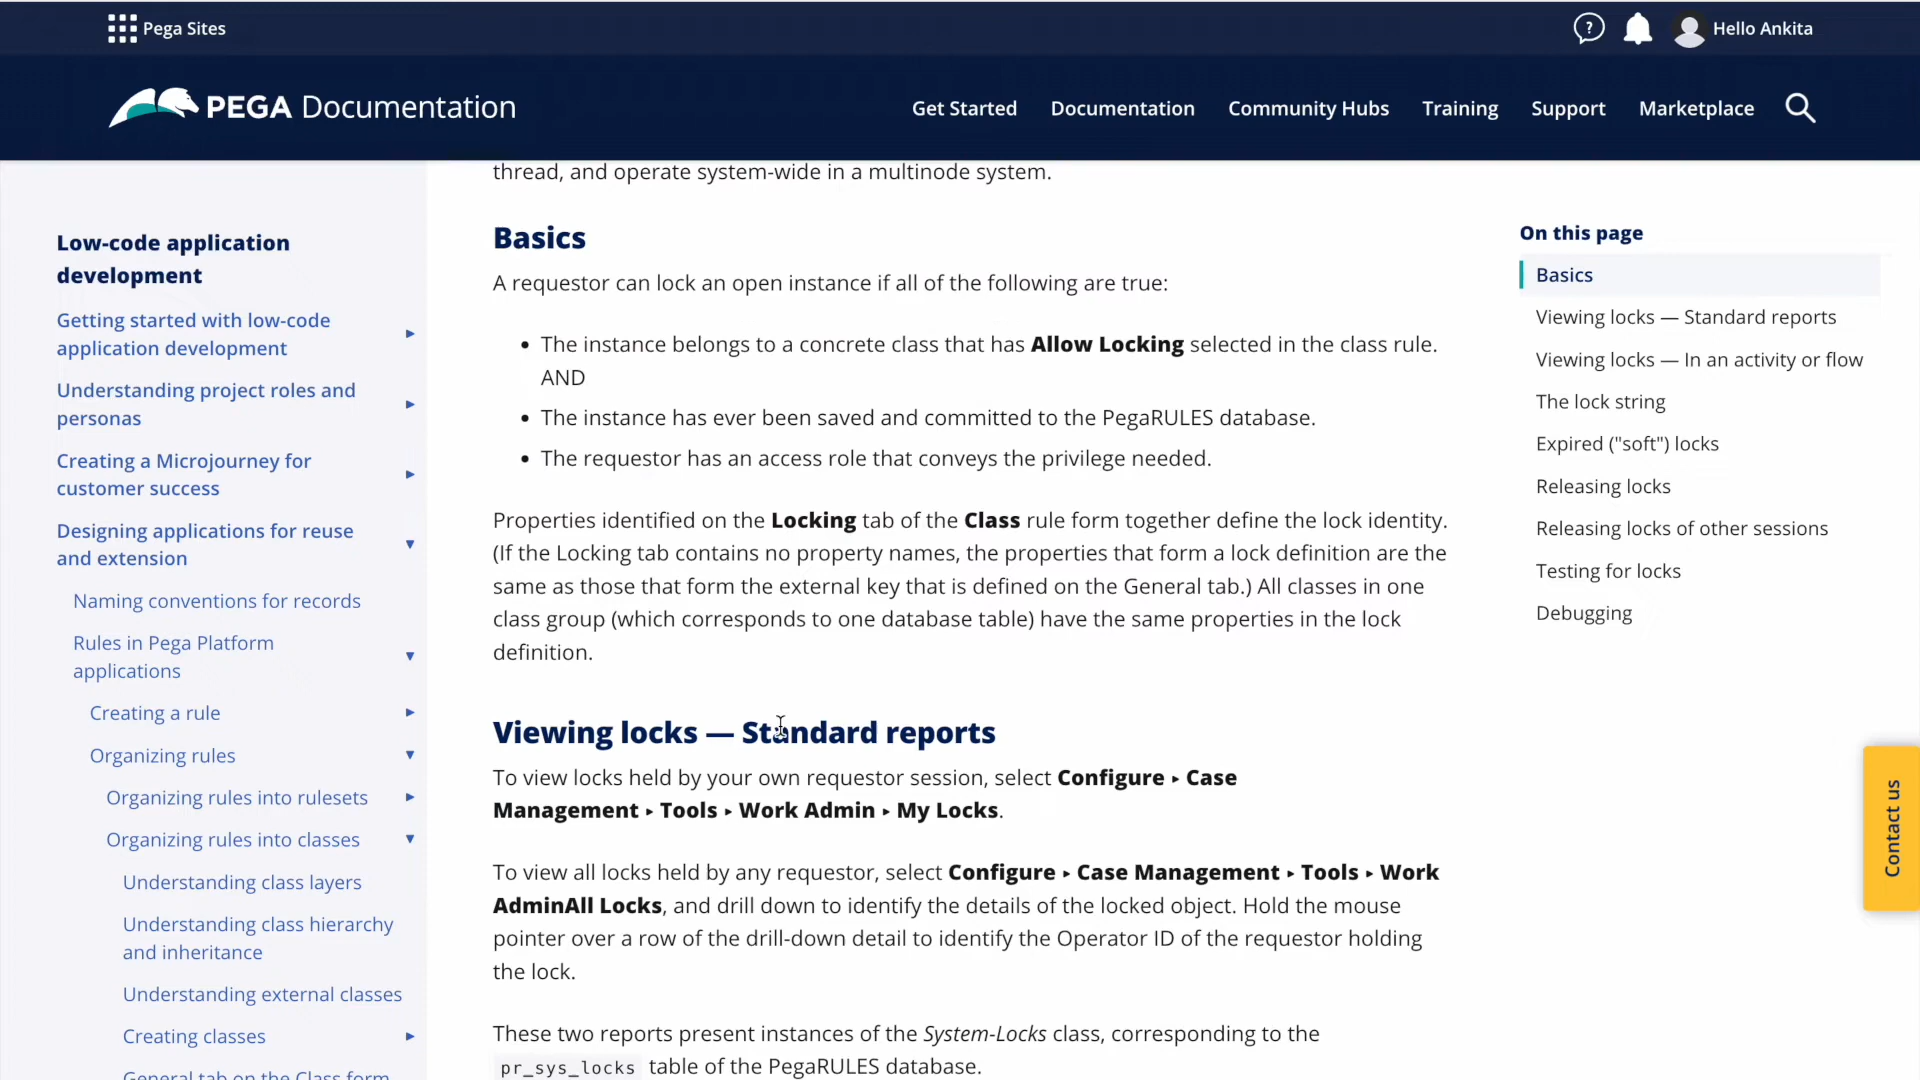 Pega Sites
Hello Ankita
PEGA Documentation
Get Started
Documentation
Community Hubs
Training
Support
Marketplace
Low-code application
development
Getting started with low-code
application development
Understanding project roles and
personas
Creating a Microjourney for
customer success
Designing applications for reuse
and extension
Naming conventions for records
Rules in Pega Platform
applications
Creating a rule
Organizing rules
Organizing rules into rulesets
Organizing rules into classes
Understanding class layers
Understanding class hierarchy
and inheritance
Understanding external classes
Creating classes
General tab on the Class form
thread, and operate system-wide in a multinode system.
Basics
A requestor can lock an open instance if all of the following are true:
• The instance belongs to a concrete class that has Allow Locking selected in the class rule.
AND
• The instance has ever been saved and committed to the PegaRULES database.
• The requestor has an access role that conveys the privilege needed.
Properties identified on the Locking tab of the Class rule form together define the lock identity.
(If the Locking tab contains no property names, the properties that form a lock definition are the
same as those that form the external key that is defined on the General tab.) All classes in one
class group (which corresponds to one database table) have the same properties in the lock
definition.
Viewing locks — Standard reports
To view locks held by your own requestor session, select Configure ▸ Case
Management ▸ Tools ▸ Work Admin ▸ My Locks.
To view all locks held by any requestor, select Configure ▸ Case Management ▸ Tools ▸ Work
AdminAll Locks, and drill down to identify the details of the locked object. Hold the mouse
pointer over a row of the drill-down detail to identify the Operator ID of the requestor holding
the lock.
These two reports present instances of the System-Locks class, corresponding to the
pr_sys_locks table of the PegaRULES database.
On this page
Basics
Viewing locks — Standard reports
Viewing locks — In an activity or flow
The lock string
Expired ("soft") locks
Releasing locks
Releasing locks of other sessions
Testing for locks
Debugging
Contact us